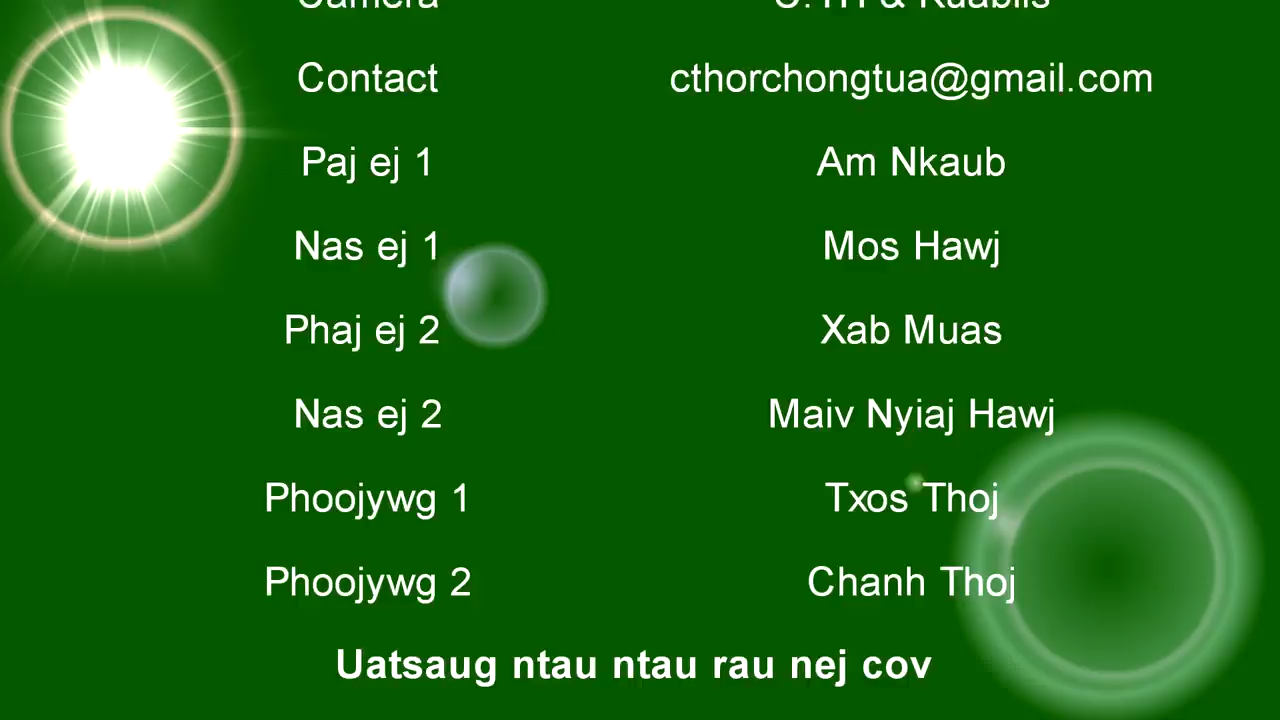 Camera
Contact cthorchongtua@gmail.com
Paj ej 1 Am Nkaub
Nas ej 1 Mos Hawj
Phaj ej 2 Xab Muas
Nas ej 2 Maiv Nyiaj Hawj
Phoojywg 1 Txos Thoj
Phoojywg 2 Chanh Thoj
Uatsaug ntau ntau rau nej cov